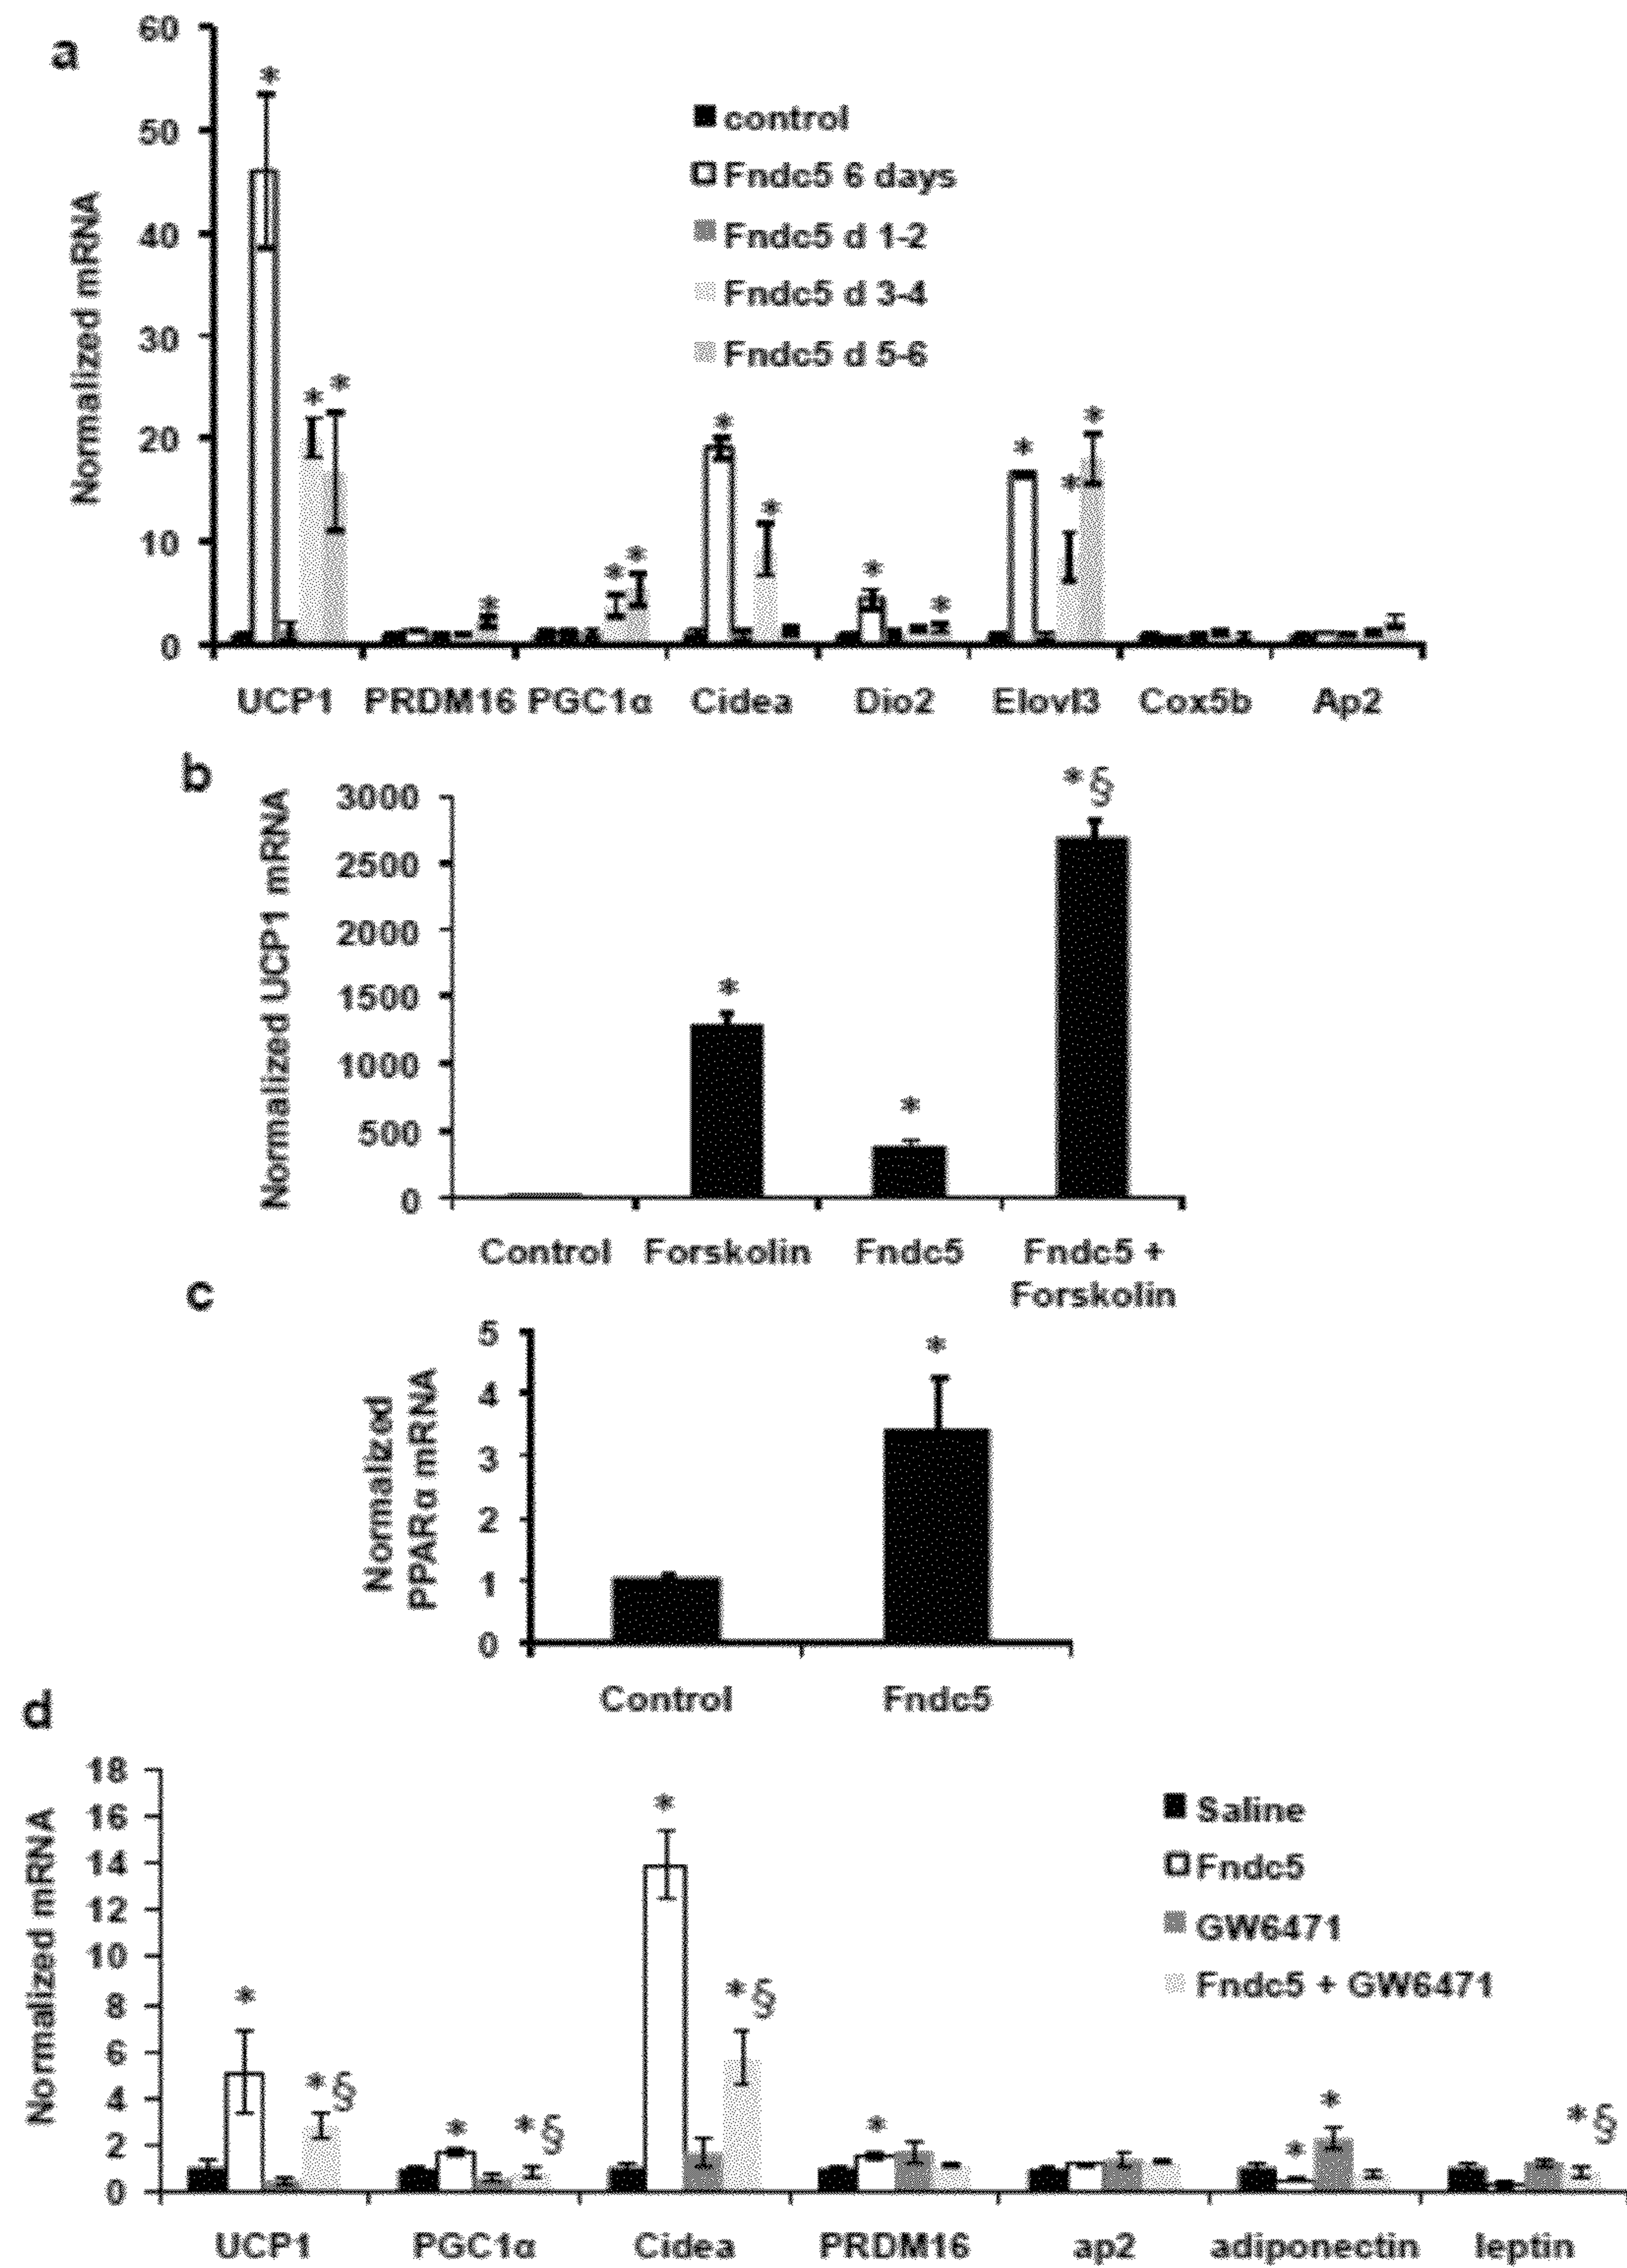 a
Normalized mRNA
60
50
40
30
20
10
0
*
* *
*
* *
*
*
*
*
*
*
*
control
Fndc5 6 days
Fndc5 d 1-2
Fndc5 d 3-4
Fndc5 d 5-6
UCP1 PRDM16 PGC1α Cidea Dio2 Elovl3 Cox5b Ap2
b
Normalized UCP1 mRNA
3000
2500
2000
1500
1000
500
0
*
*
*§
Control Forskolin Fndc5 Fndc5 +
Forskolin
c
Normalized
PPARα mRNA
5
4
3
2
1
0
*
Control Fndc5
d
Normalized mRNA
18
16
14
12
10
8
6
4
2
0
*
*§
*
*§
*
*§
*
*
*
*§
Saline
Fndc5
GW6471
Fndc5 + GW6471
UCP1 PGC1α Cidea PRDM16 ap2 adiponectin leptin